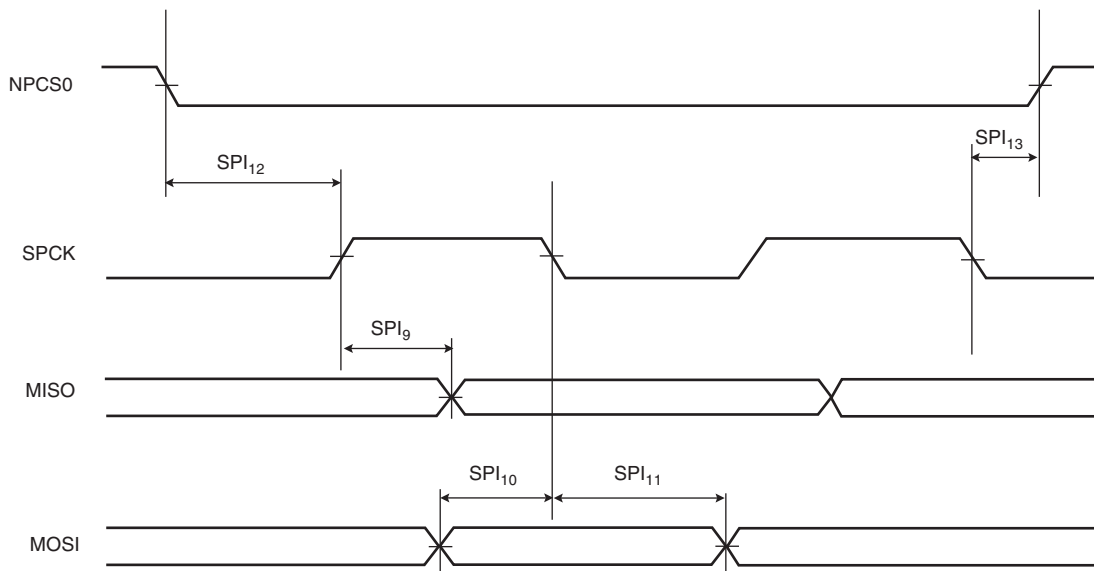 NPCS0
SPI₁₃
SPI₁₂
SPCK
SPI₉
MISO
SPI₁₀
SPI₁₁
MOSI